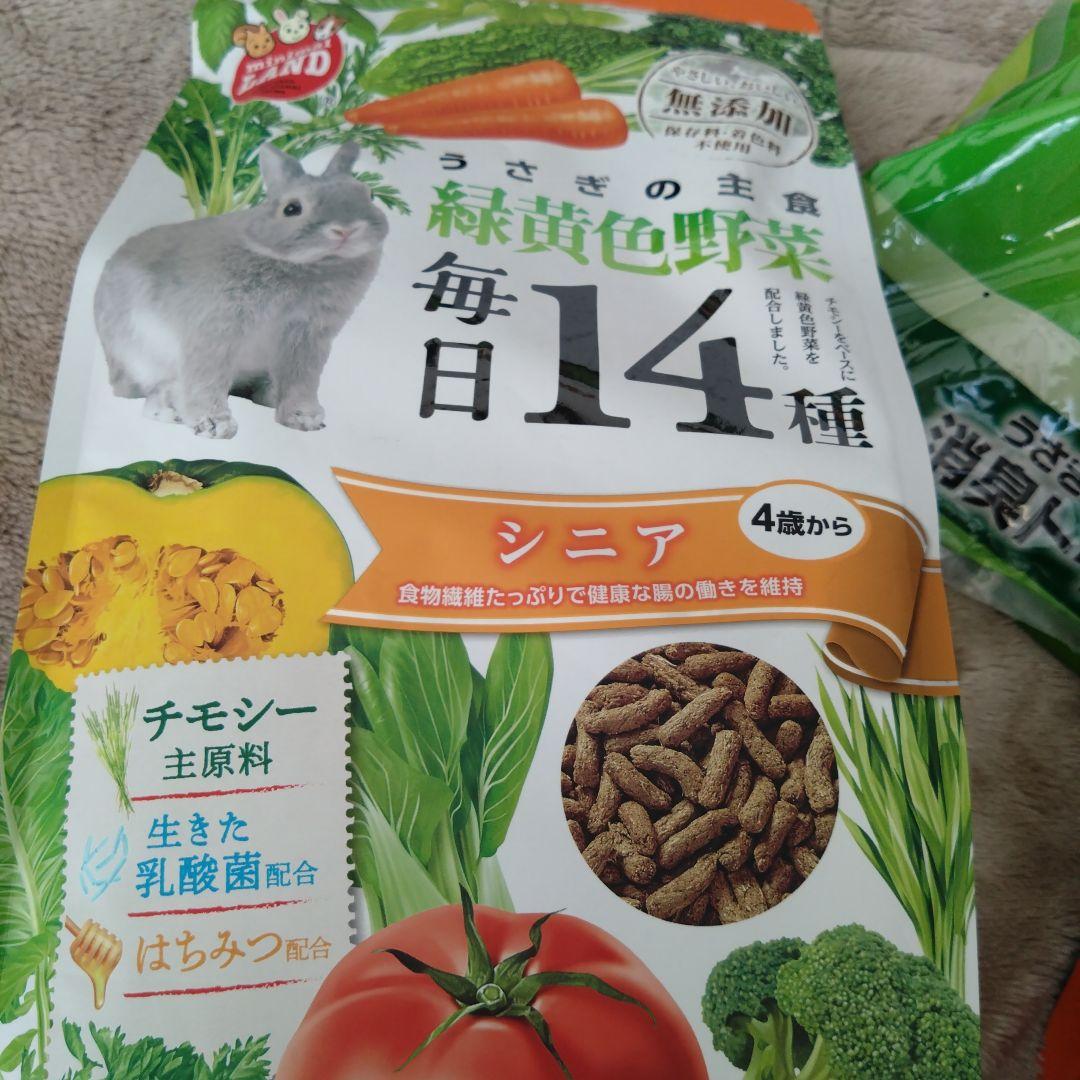 minimal
LAND
やさしい、おいしい
無添加
保存料・着色料
不使用
うさぎの主食
緑黄色野菜
毎日14種
チモシーをベースに
緑黄色野菜を
配合しました。
シニア
4歳から
食物繊維たっぷりで健康な腸の働きを維持
チモシー
主原料
生きた
乳酸菌配合
はちみつ配合
うさぎ
消臭